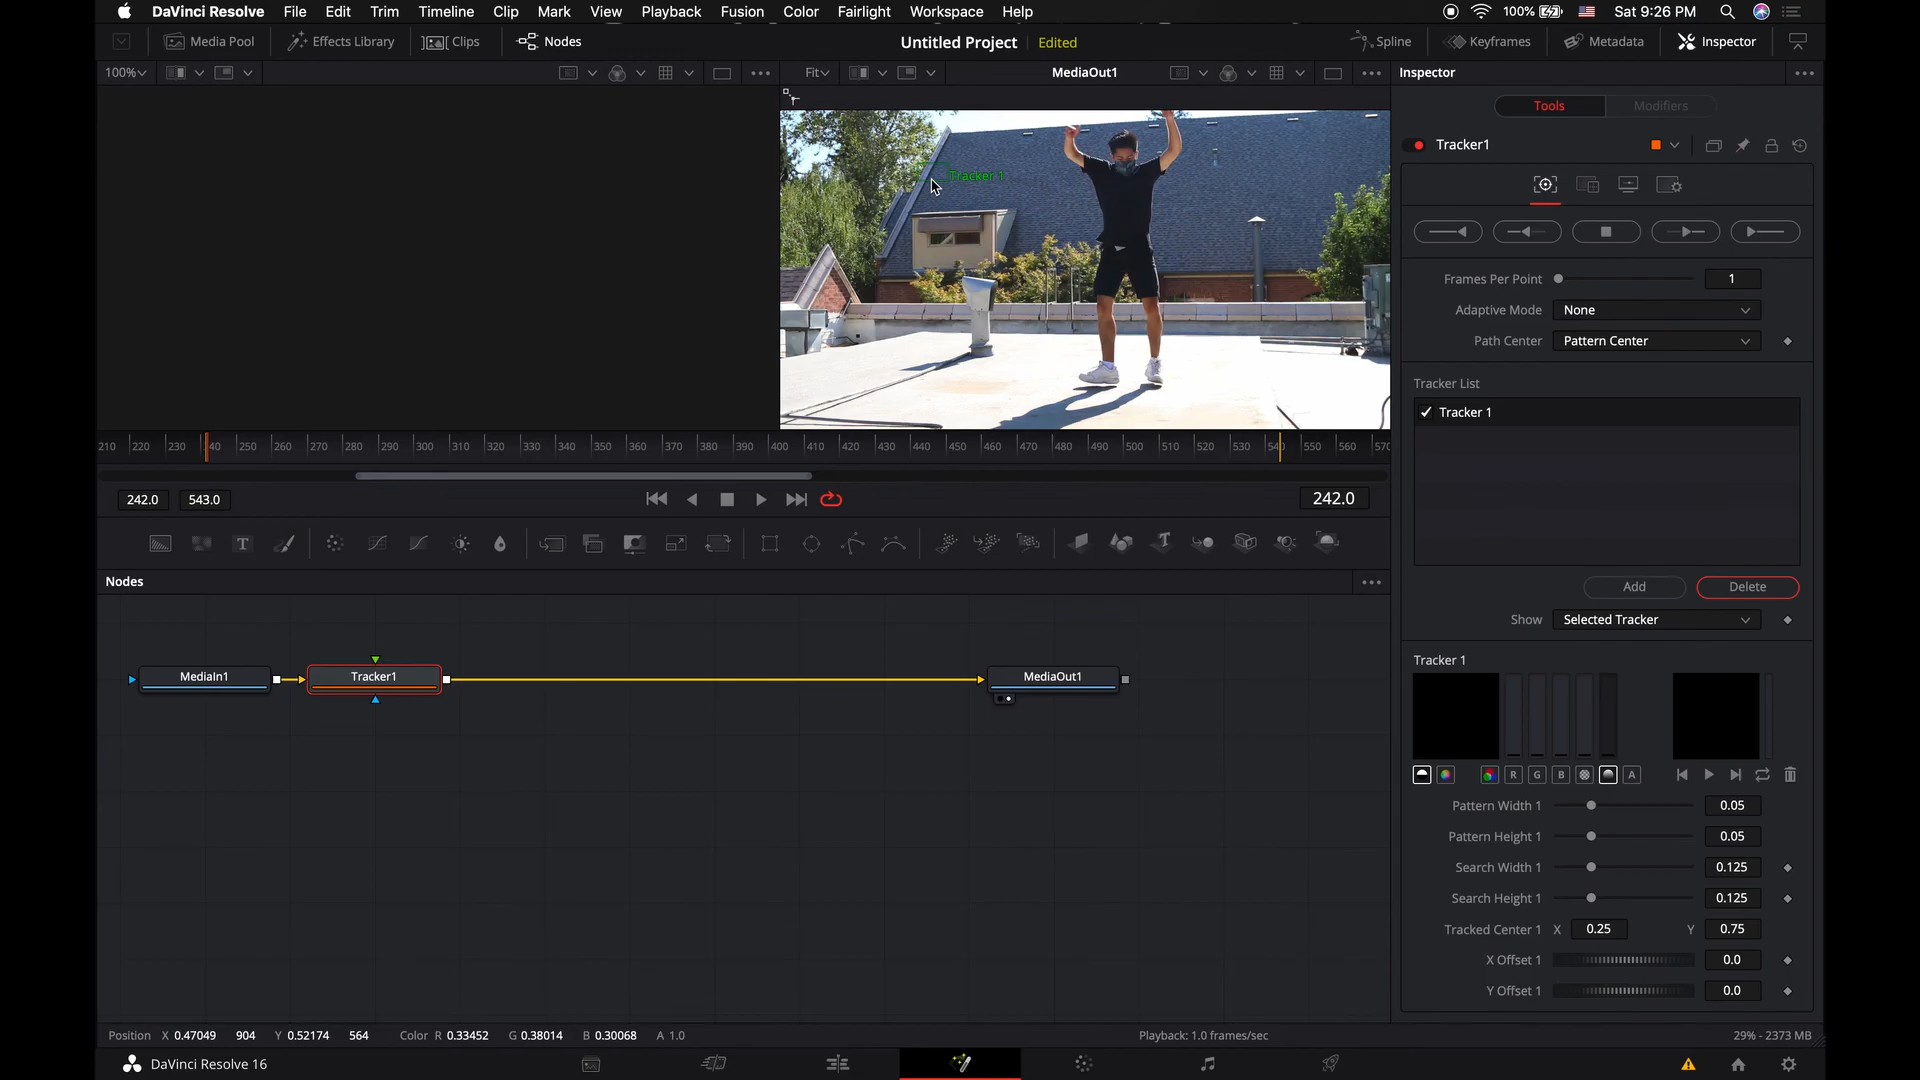 DaVinci Resolve File Edit Trim Timeline Clip Mark View Playback Fusion Color Fairlight Workspace Help 100% Sat 9:26 PM
Media Pool Effects Library Clips Nodes Untitled Project Edited Spline Keyframes Metadata Inspector
100% Fit MediaOut1 Inspector
Tools Modifiers
Tracker1
Tracker 1
Frames Per Point 1
Adaptive Mode None
Path Center Pattern Center
Tracker List
Tracker 1
210 220 230 40 250 260 270 280 290 300 310 320 330 340 350 360 370 380 390 400 410 420 430 440 450 460 470 480 490 500 510 520 530 540 550 560 570
242.0 543.0 242.0
Nodes
Add Delete
Show Selected Tracker
MediaIn1 Tracker1 MediaOut1
Tracker 1
R G B A
Pattern Width 1 0.05
Pattern Height 1 0.05
Search Width 1 0.125
Search Height 1 0.125
Tracked Center 1 X 0.25 Y 0.75
X Offset 1 0.0
Y Offset 1 0.0
Position X 0.47049 904 Y 0.52174 564 Color R 0.33452 G 0.38014 B 0.30068 A 1.0 Playback: 1.0 frames/sec 29% - 2373 MB
DaVinci Resolve 16